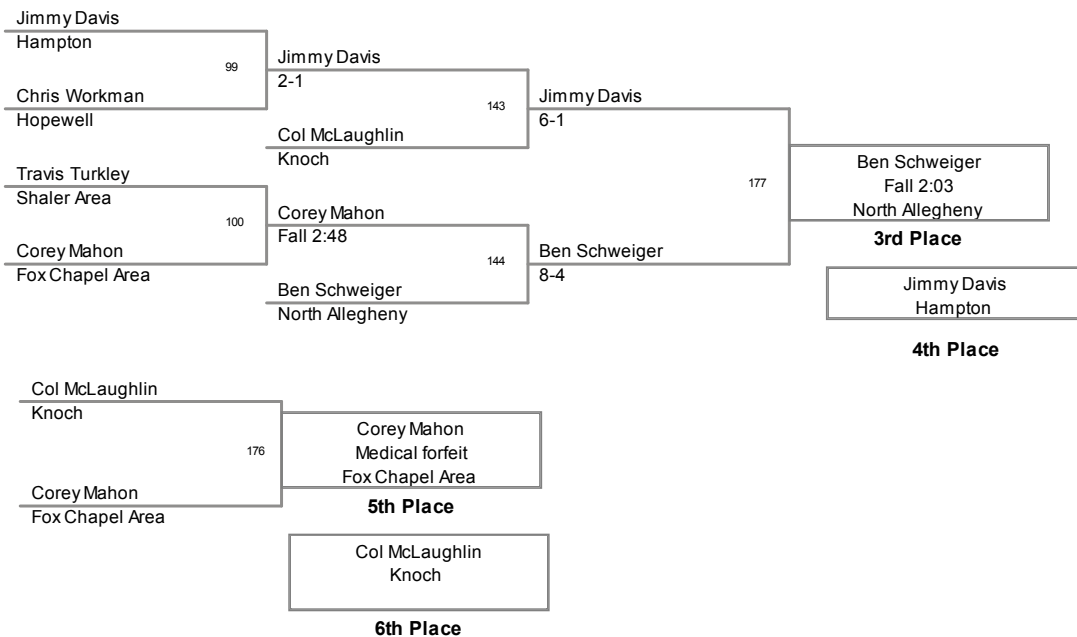 Jimmy Davis
Hampton
99
Chris Workman
Hopewell
Jimmy Davis
2-1
143
Col McLaughlin
Knoch
Travis Turkley
Shaler Area
100
Corey Mahon
Fox Chapel Area
Corey Mahon
Fall 2:48
144
Ben Schweiger
North Allegheny
Jimmy Davis
6-1
177
Ben Schweiger
8-4
Ben Schweiger
Fall 2:03
North Allegheny
3rd Place
Jimmy Davis
Hampton
4th Place
Col McLaughlin
Knoch
176
Corey Mahon
Fox Chapel Area
Corey Mahon
Medical forfeit
Fox Chapel Area
5th Place
Col McLaughlin
Knoch
6th Place